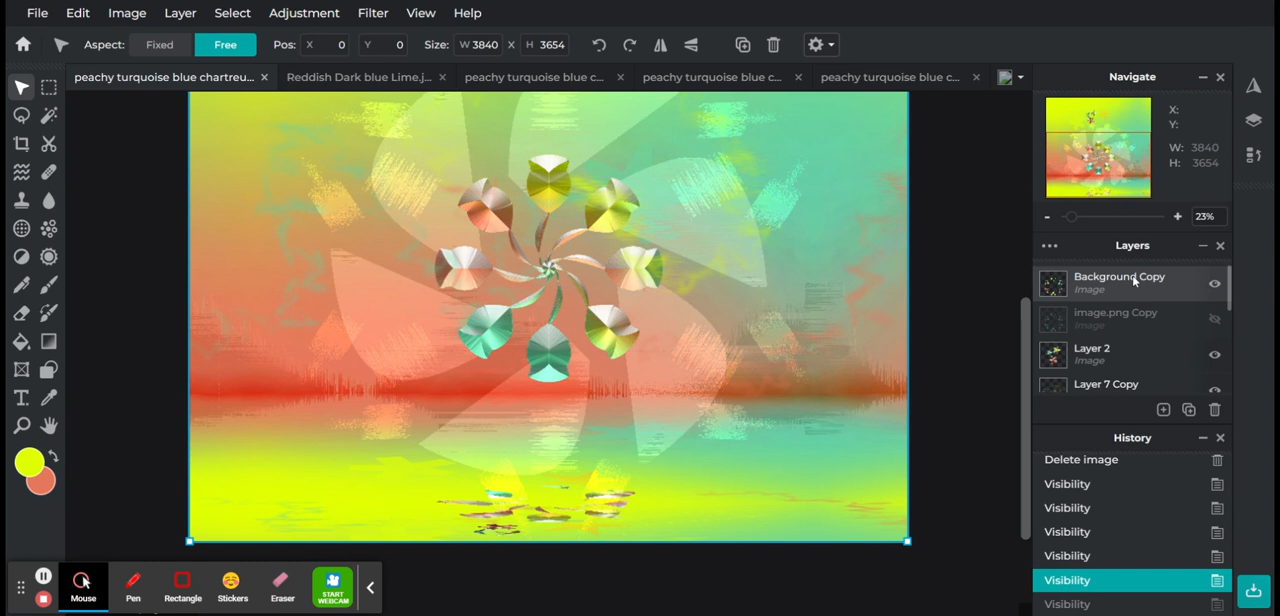 File Edit Image Layer Select Adjustment Filter View Help
Aspect: Fixed Free Pos: X 0 Y 0 Size: W 3840 X H 3654
peachy turquoise blue chartreu... Reddish Dark blue Lime.j... peachy turquoise blue c... peachy turquoise blue c... peachy turquoise blue c...
Navigate
X:
Y:
W: 3840
H: 3654
- + 23%
Layers
Background Copy
Image
image.png Copy
Image
Layer 2
Image
Layer 7 Copy
History
Delete image
Visibility
Visibility
Visibility
Visibility
Visibility
Visibility
Mouse Pen Rectangle Stickers Eraser START WEBCAM